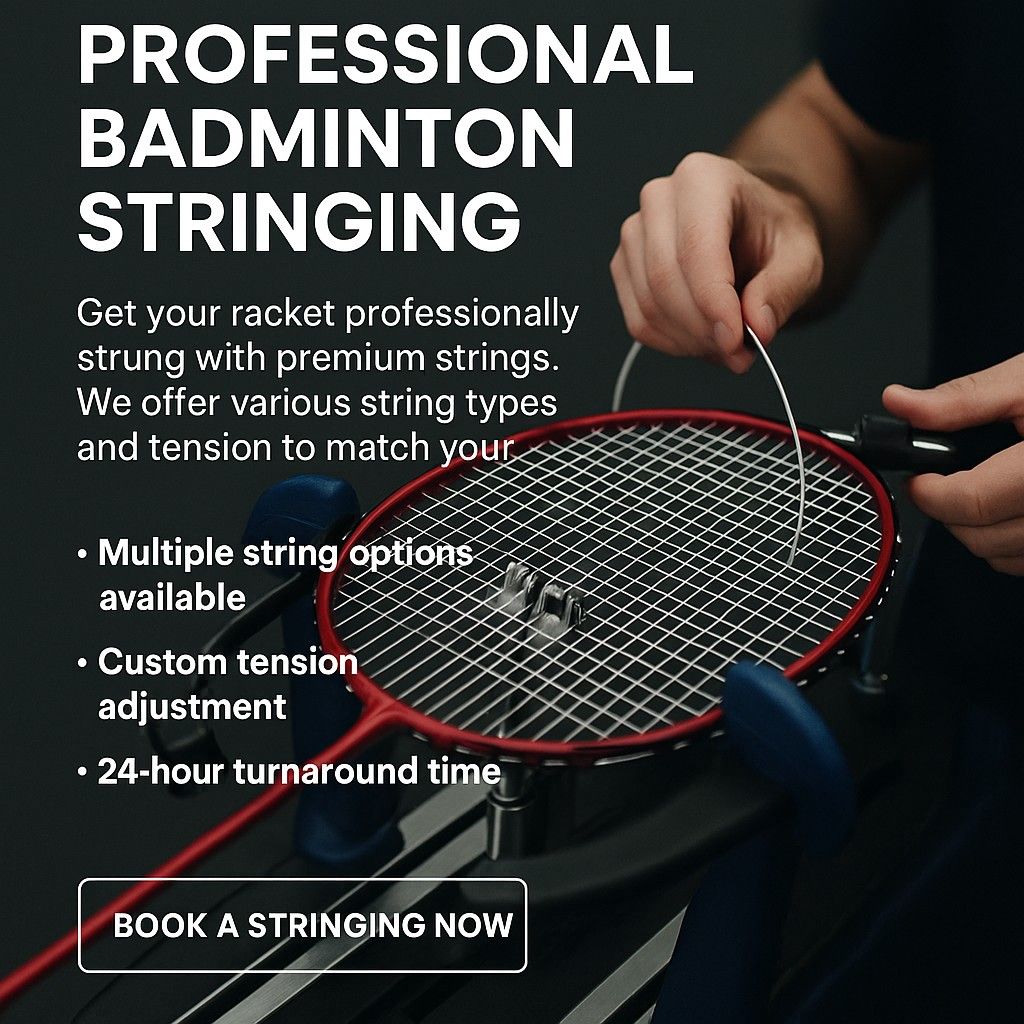 PROFESSIONAL
BADMINTON
STRINGING
Get your racket professionally
strung with premium strings.
We offer various string types
and tension to match your
• Multiple string options
available
• Custom tension
adjustment
• 24-hour turnaround time
BOOK A STRINGING NOW